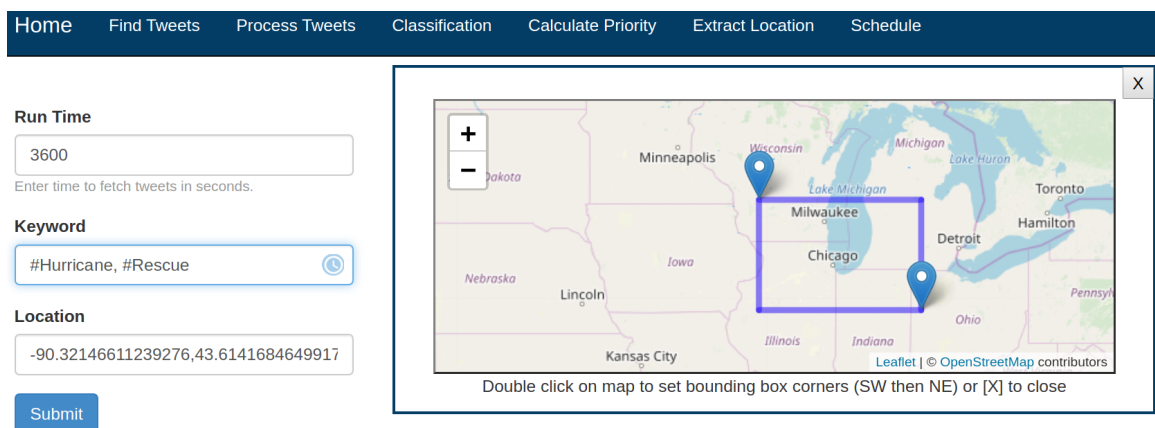 Home Find Tweets Process Tweets Classification Calculate Priority Extract Location Schedule
X
Run Time
3600
Enter time to fetch tweets in seconds.
Keyword
#Hurricane, #Rescue
Location
-90.32146611239276,43.6141684649917
Submit
+
−
Dakota
Minneapolis
Wisconsin
Michigan
Lake Huron
Lake Michigan
Toronto
Milwaukee
Hamilton
Detroit
Chicago
Iowa
Nebraska
Lincoln
Pennsyl
Ohio
Illinois
Indiana
Kansas City
Leaflet | © OpenStreetMap contributors
Double click on map to set bounding box corners (SW then NE) or [X] to close